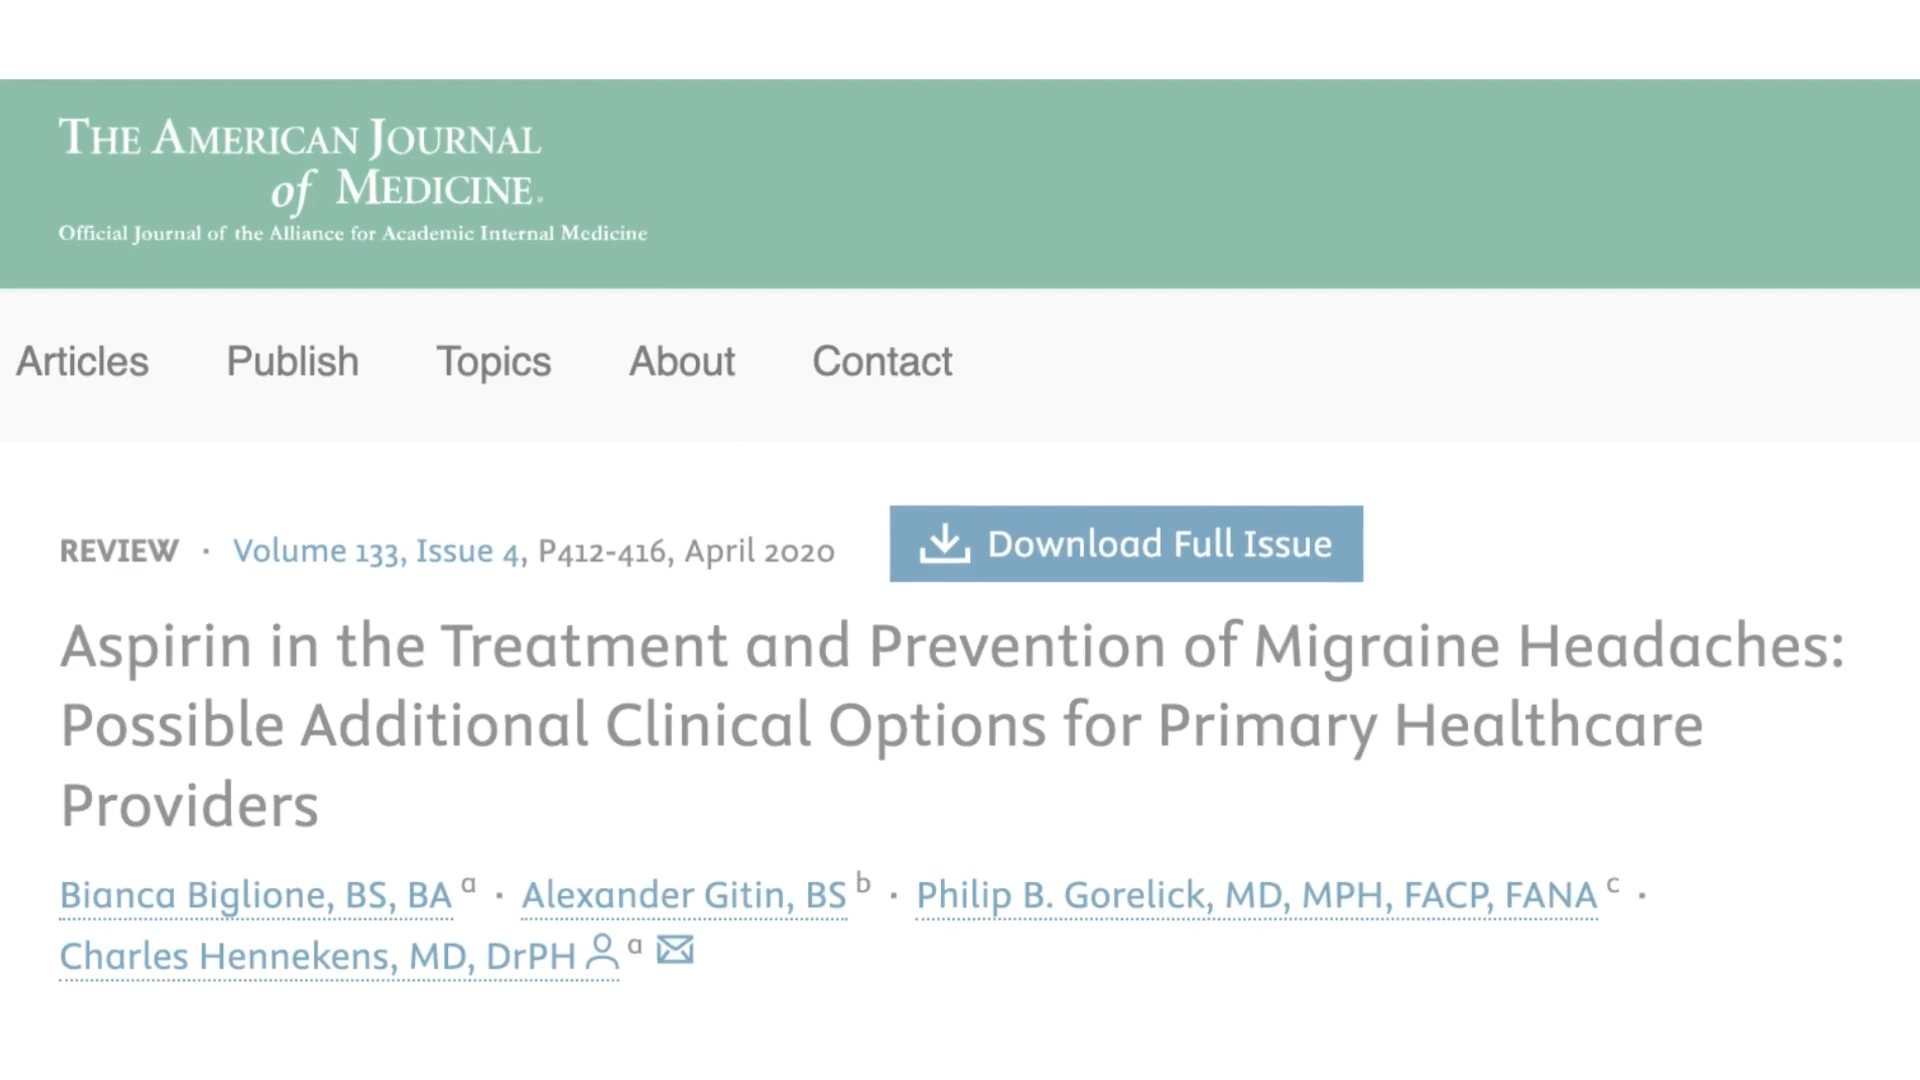 THE AMERICAN JOURNAL
of MEDICINE®
Official Journal of the Alliance for Academic Internal Medicine
Articles Publish Topics About Contact
REVIEW · Volume 133, Issue 4, P412-416, April 2020 Download Full Issue
Aspirin in the Treatment and Prevention of Migraine Headaches:
Possible Additional Clinical Options for Primary Healthcare
Providers
Bianca Biglione, BS, BA a · Alexander Gitin, BS b · Philip B. Gorelick, MD, MPH, FACP, FANA c ·
Charles Hennekens, MD, DrPH a